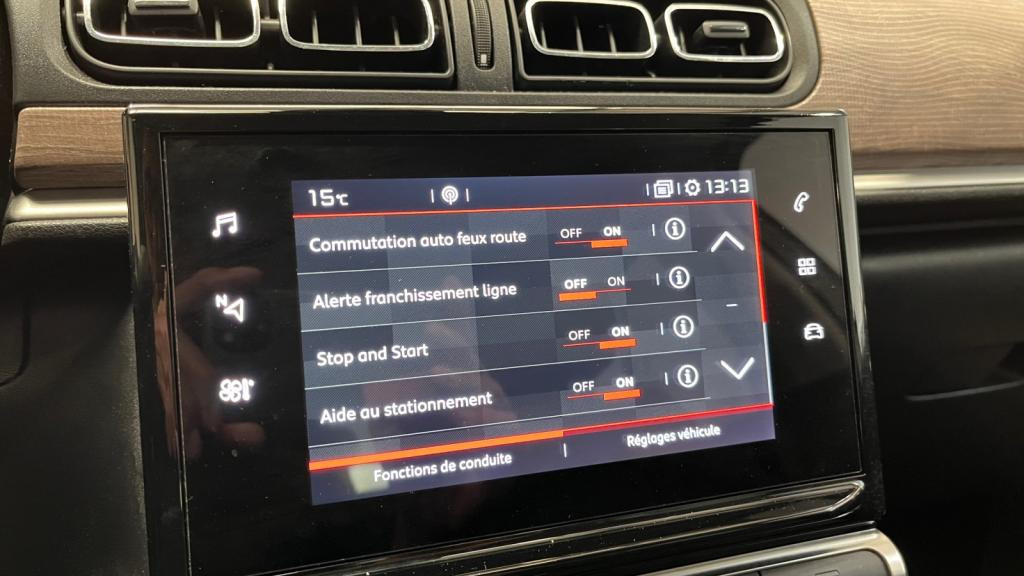 15°C 13:13
Commutation auto feux route OFF ON
Alerte franchissement ligne OFF ON
Stop and Start OFF ON
Aide au stationnement OFF ON
Fonctions de conduite Réglages véhicule
N